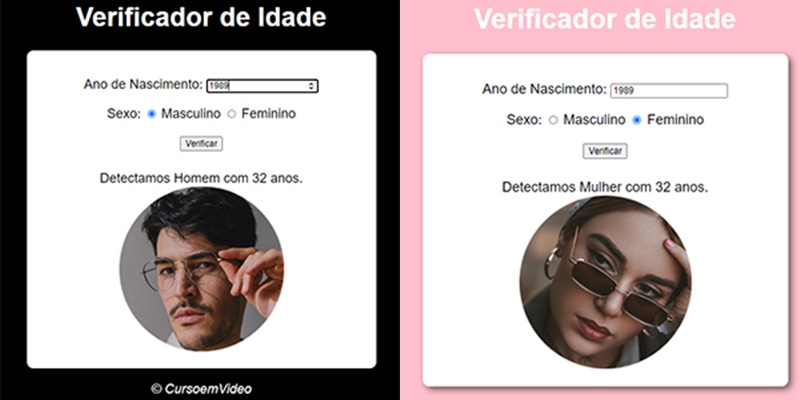 Verificador de Idade
Ano de Nascimento: 1989
Sexo: Masculino Feminino
Verificar
Detectamos Homem com 32 anos.
© CursoemVideo
Verificador de Idade
Ano de Nascimento: 1989
Sexo: Masculino Feminino
Verificar
Detectamos Mulher com 32 anos.